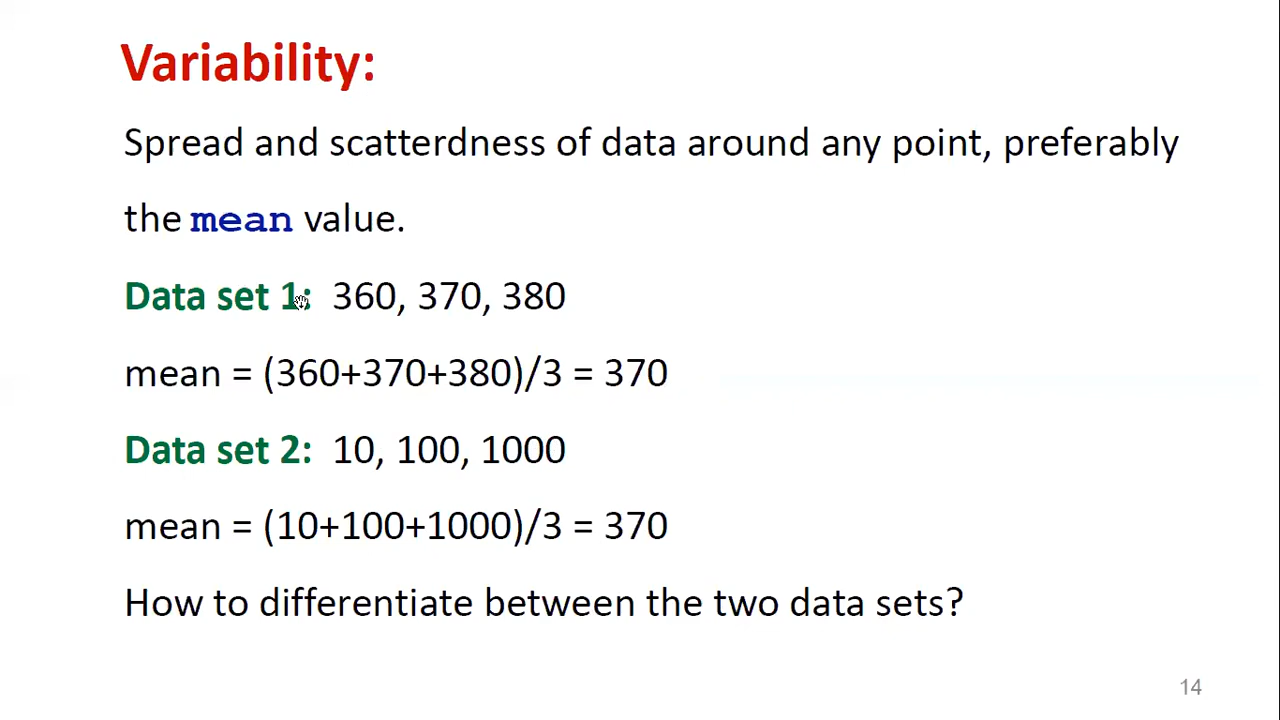 Variability:
Spread and scatterdness of data around any point, preferably
the mean value.
Data set 1: 360, 370, 380
mean = (360+370+380)/3 = 370
Data set 2: 10, 100, 1000
mean = (10+100+1000)/3 = 370
How to differentiate between the two data sets?
14